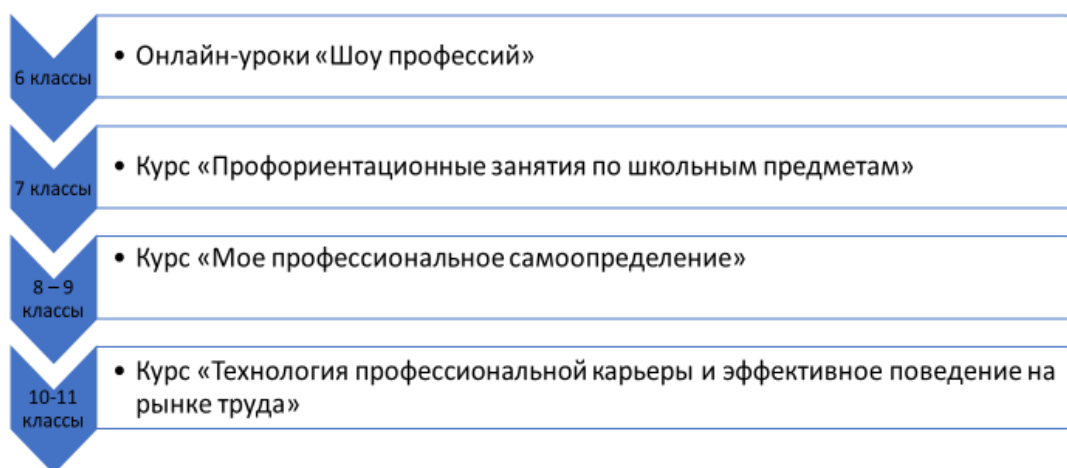 6 классы
• Онлайн-уроки «Шоу профессий»
7 классы
• Курс «Профориентационные занятия по школьным предметам»
8 – 9
классы
• Курс «Мое профессиональное самоопределение»
10-11
классы
• Курс «Технология профессиональной карьеры и эффективное поведение на
рынке труда»